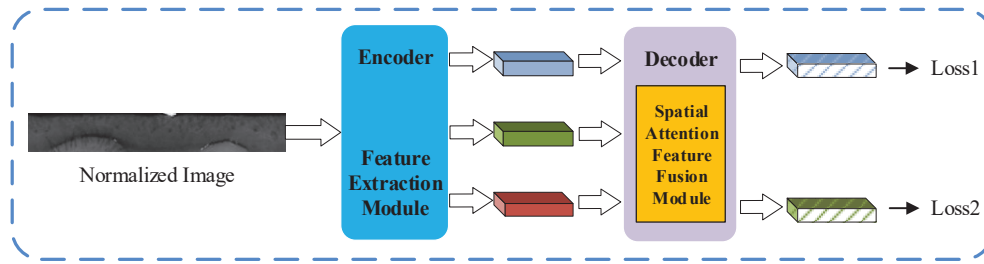 Normalized Image
Encoder
Feature
Extraction
Module
Decoder
Spatial
Attention
Feature
Fusion
Module
Loss1
Loss2